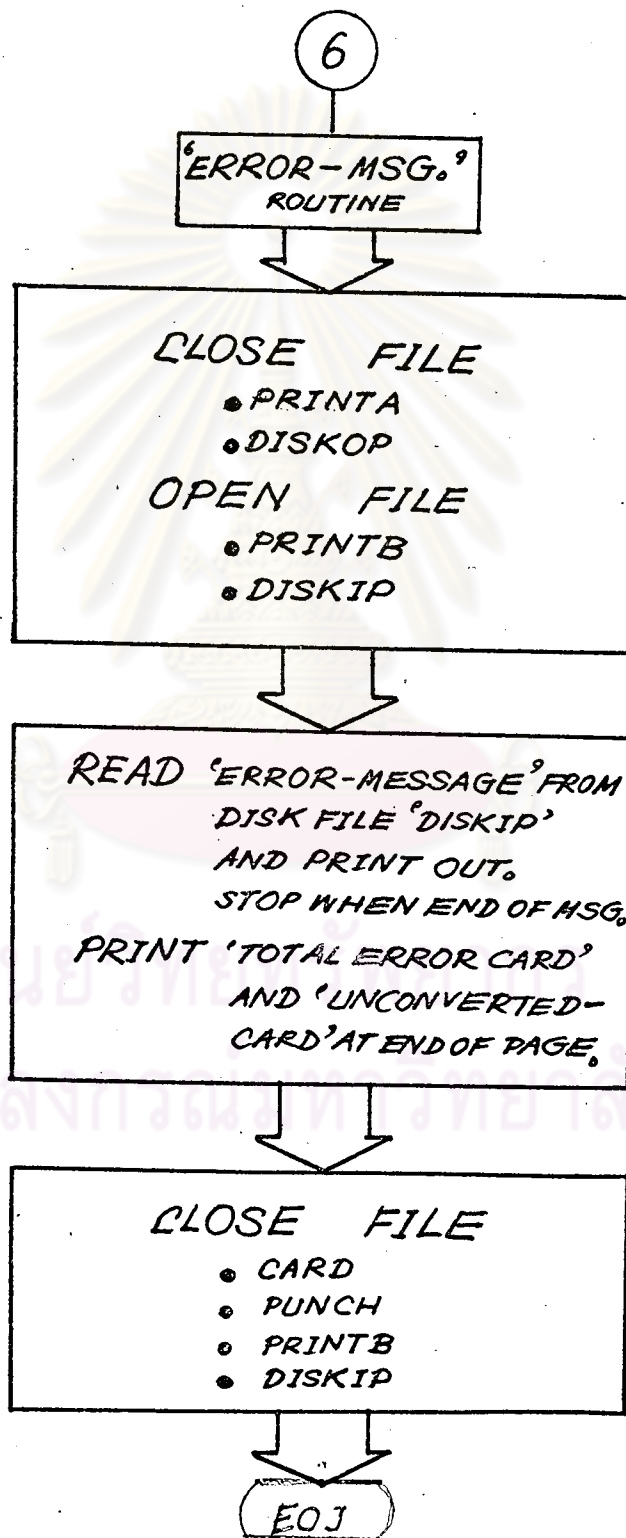 6
'ERROR-MSG.'
ROUTINE
CLOSE FILE
• PRINTA
• DISKOP
OPEN FILE
• PRINTB
• DISKIP
READ 'ERROR-MESSAGE' FROM
DISK FILE 'DISKIP'
AND PRINT OUT.
STOP WHEN END OF MSG.
PRINT 'TOTAL ERROR CARD'
AND 'UNCONVERTED-
CARD' AT END OF PAGE.
CLOSE FILE
• CARD
• PUNCH
• PRINTB
• DISKIP
EOJ